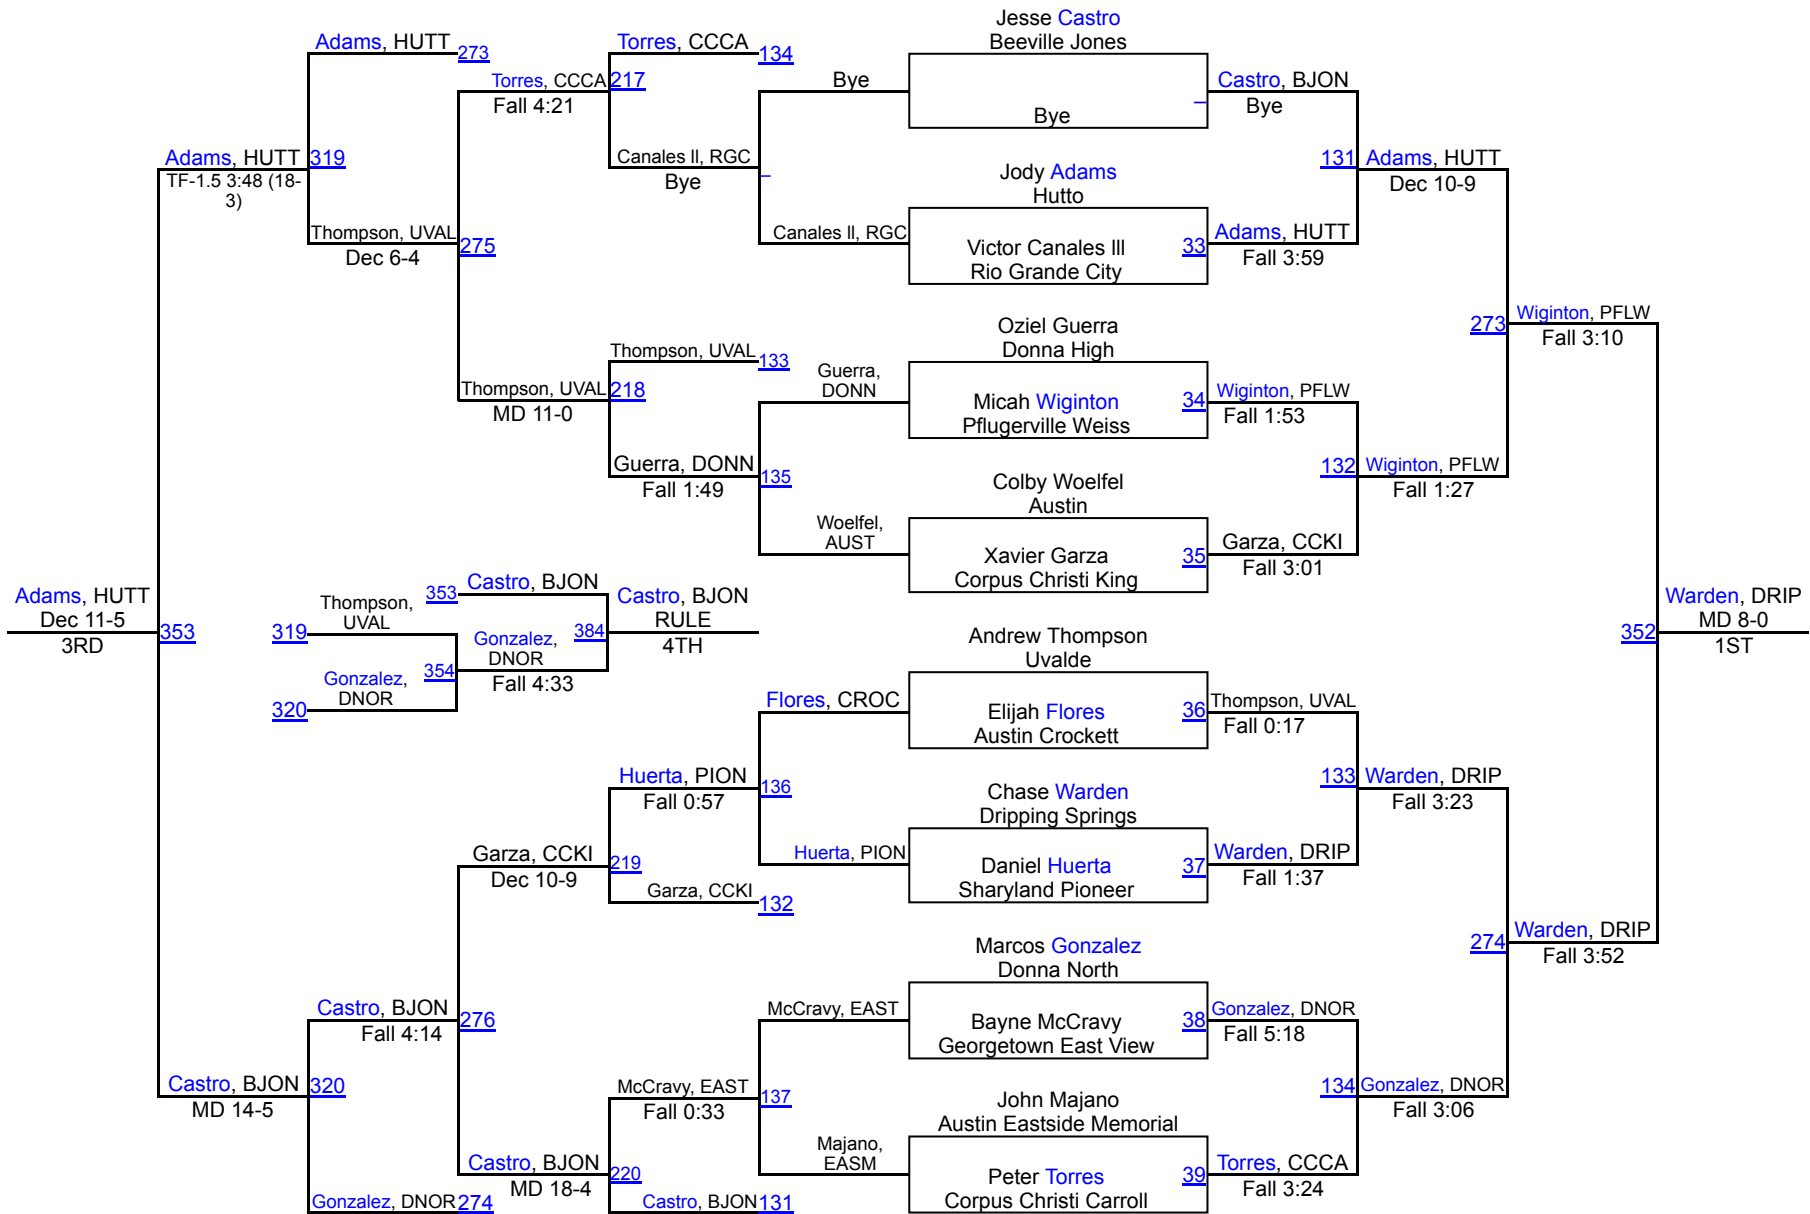 Adams, HUTT
Dec 11-5
3RD
353
Adams, HUTT
TF-1.5 3:48 (18-
3)
319
Adams, HUTT
273
Thompson, UVAL
Dec 6-4
275
Torres, CCCA
Fall 4:21
217
Thompson, UVAL
MD 11-0
218
Torres, CCCA
134
Canales II, RGC
Bye
–
Thompson, UVAL
133
Guerra, DONN
Fall 1:49
135
Bye
Canales II, RGC
Guerra,
DONN
Woelfel,
AUST
Castro, BJON
MD 14-5
320
Castro, BJON
Fall 4:14
276
Gonzalez, DNOR
274
Garza, CCKI
Dec 10-9
219
Castro, BJON
MD 18-4
220
Huerta, PION
Fall 0:57
136
Garza, CCKI
132
McCravy, EAST
Fall 0:33
137
Castro, BJON
131
Flores, CROC
Huerta, PION
McCravy, EAST
Majano,
EASM
319
Thompson,
UVAL
320
Gonzalez,
DNOR
354
353
Castro, BJON
Gonzalez,
DNOR
Fall 4:33
384
Castro, BJON
RULE
4TH
Jesse Castro
Beeville Jones
Bye
–
Jody Adams
Hutto
Victor Canales III
Rio Grande City
33
Oziel Guerra
Donna High
Micah Wiginton
Pflugerville Weiss
34
Colby Woelfel
Austin
Xavier Garza
Corpus Christi King
35
Andrew Thompson
Uvalde
Elijah Flores
Austin Crockett
36
Chase Warden
Dripping Springs
Daniel Huerta
Sharyland Pioneer
37
Marcos Gonzalez
Donna North
Bayne McCravy
Georgetown East View
38
John Majano
Austin Eastside Memorial
Peter Torres
Corpus Christi Carroll
39
Castro, BJON
Bye
Adams, HUTT
Fall 3:59
Wiginton, PFLW
Fall 1:53
Garza, CCKI
Fall 3:01
Thompson, UVAL
Fall 0:17
Warden, DRIP
Fall 1:37
Gonzalez, DNOR
Fall 5:18
Torres, CCCA
Fall 3:24
131
Adams, HUTT
Dec 10-9
132
Wiginton, PFLW
Fall 1:27
133
Warden, DRIP
Fall 3:23
134
Gonzalez, DNOR
Fall 3:06
273
Wiginton, PFLW
Fall 3:10
274
Warden, DRIP
Fall 3:52
352
Warden, DRIP
MD 8-0
1ST